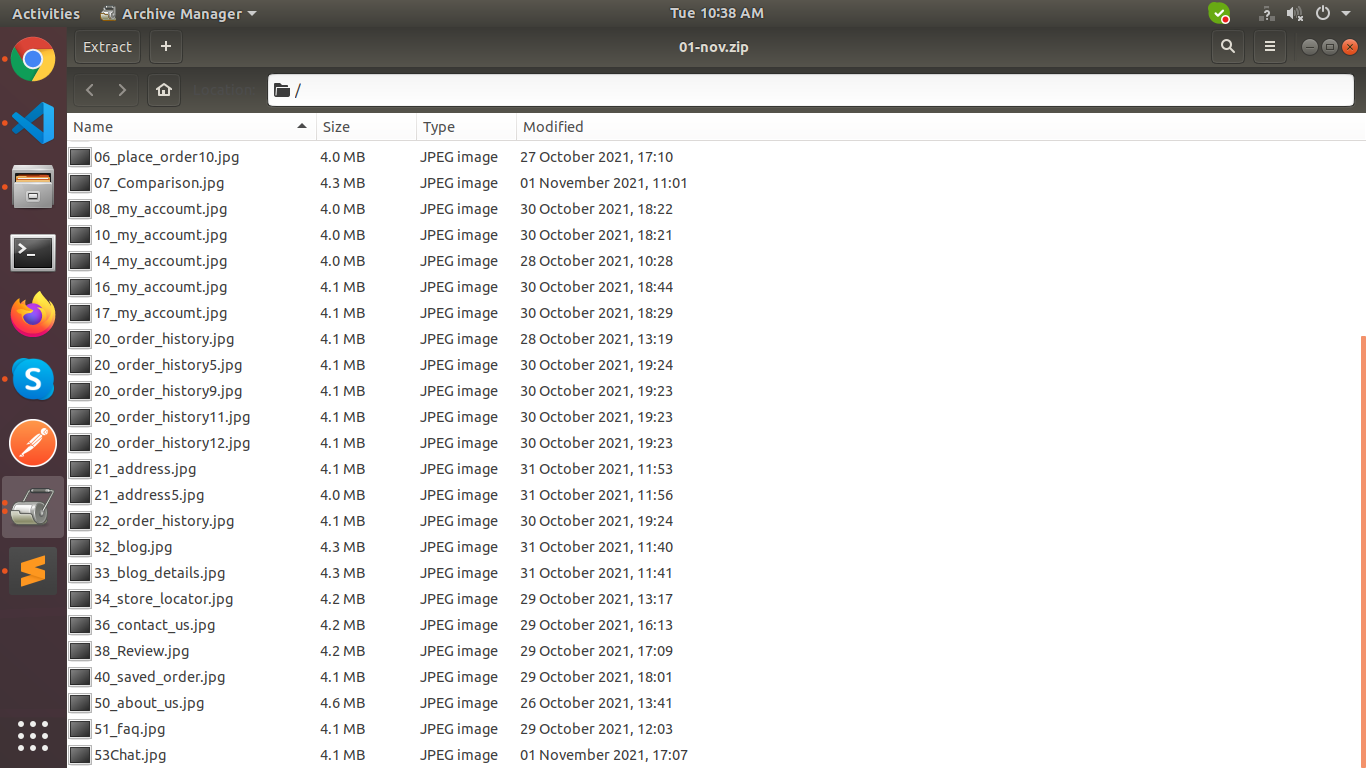 Activities Archive Manager Tue 10:38 AM
Extract + 01-nov.zip
Location: /
Name Size Type Modified
06_place_order10.jpg 4.0 MB JPEG image 27 October 2021, 17:10
07_Comparison.jpg 4.3 MB JPEG image 01 November 2021, 11:01
08_my_accoumt.jpg 4.0 MB JPEG image 30 October 2021, 18:22
10_my_accoumt.jpg 4.0 MB JPEG image 30 October 2021, 18:21
14_my_accoumt.jpg 4.0 MB JPEG image 28 October 2021, 10:28
16_my_accoumt.jpg 4.1 MB JPEG image 30 October 2021, 18:44
17_my_accoumt.jpg 4.1 MB JPEG image 30 October 2021, 18:29
20_order_history.jpg 4.1 MB JPEG image 28 October 2021, 13:19
20_order_history5.jpg 4.1 MB JPEG image 30 October 2021, 19:24
20_order_history9.jpg 4.1 MB JPEG image 30 October 2021, 19:23
20_order_history11.jpg 4.1 MB JPEG image 30 October 2021, 19:23
20_order_history12.jpg 4.1 MB JPEG image 30 October 2021, 19:23
21_address.jpg 4.1 MB JPEG image 31 October 2021, 11:53
21_address5.jpg 4.0 MB JPEG image 31 October 2021, 11:56
22_order_history.jpg 4.1 MB JPEG image 30 October 2021, 19:24
32_blog.jpg 4.3 MB JPEG image 31 October 2021, 11:40
33_blog_details.jpg 4.3 MB JPEG image 31 October 2021, 11:41
34_store_locator.jpg 4.2 MB JPEG image 29 October 2021, 13:17
36_contact_us.jpg 4.2 MB JPEG image 29 October 2021, 16:13
38_Review.jpg 4.2 MB JPEG image 29 October 2021, 17:09
40_saved_order.jpg 4.1 MB JPEG image 29 October 2021, 18:01
50_about_us.jpg 4.6 MB JPEG image 26 October 2021, 13:41
51_faq.jpg 4.1 MB JPEG image 29 October 2021, 12:03
53Chat.jpg 4.1 MB JPEG image 01 November 2021, 17:07